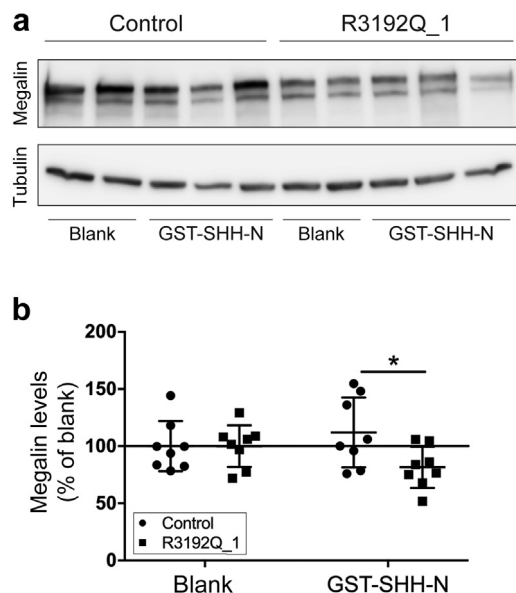 a
Control
R3192Q_1
Megalin
Tubulin
Blank
GST-SHH-N
Blank
GST-SHH-N
b
Megalin levels
(% of blank)
200
150
100
50
0
*
Control
R3192Q_1
Blank
GST-SHH-N